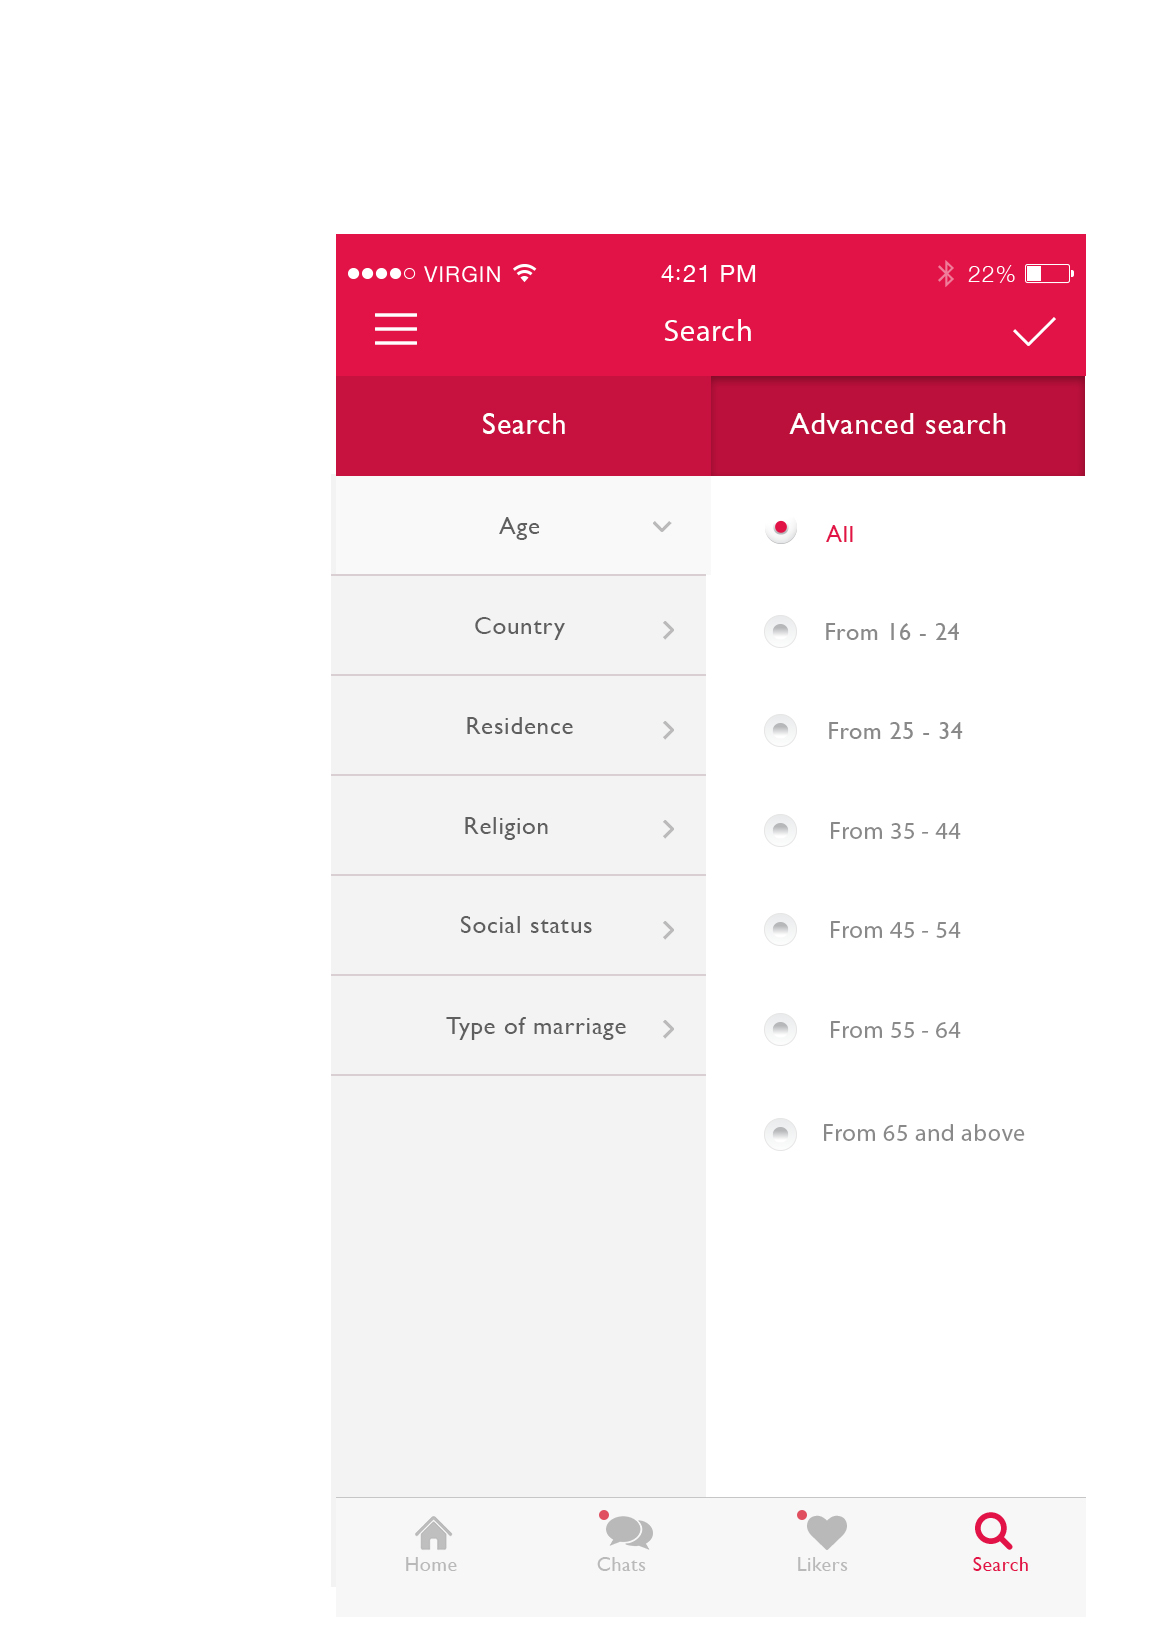 VIRGIN 4:21 PM 22%
Search
Search Advanced search
Age
Country
Residence
Religion
Social status
Type of marriage
All
From 16 - 24
From 25 - 34
From 35 - 44
From 45 - 54
From 55 - 64
From 65 and above
Home Chats Likers Search